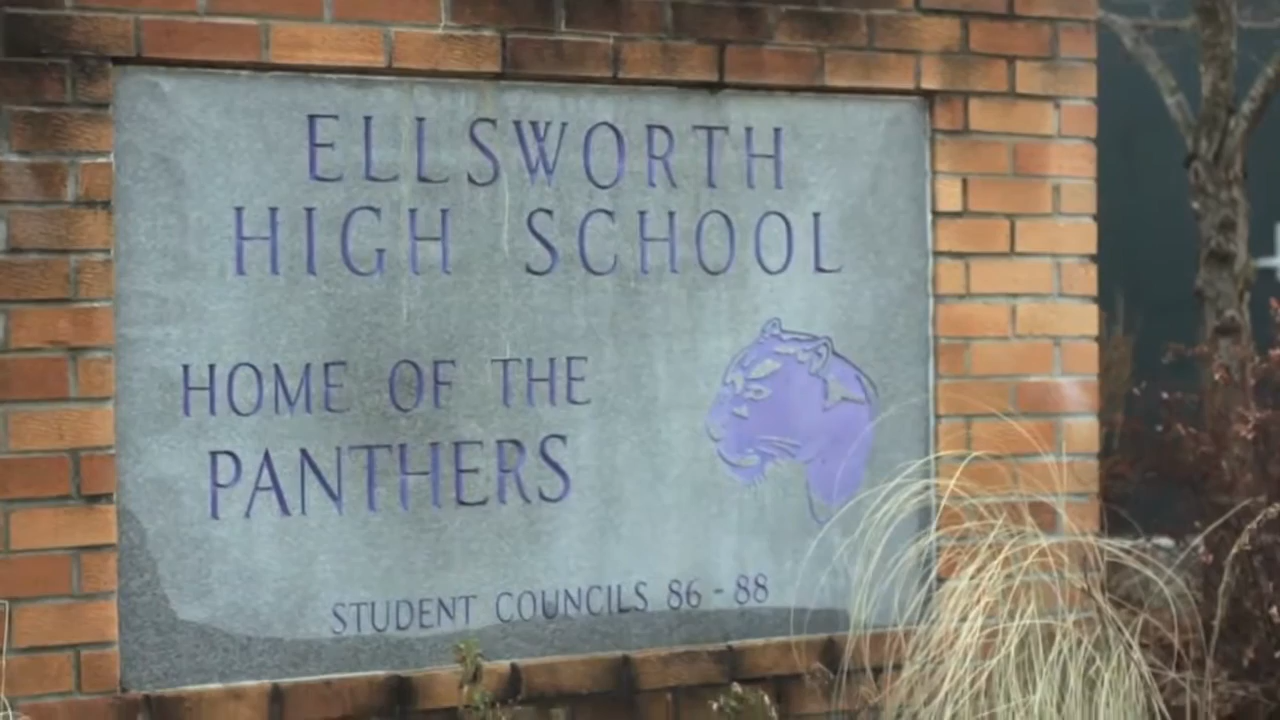 ELLSWORTH
HIGH SCHOOL
HOME OF THE
PANTHERS
STUDENT COUNCILS 86 - 88